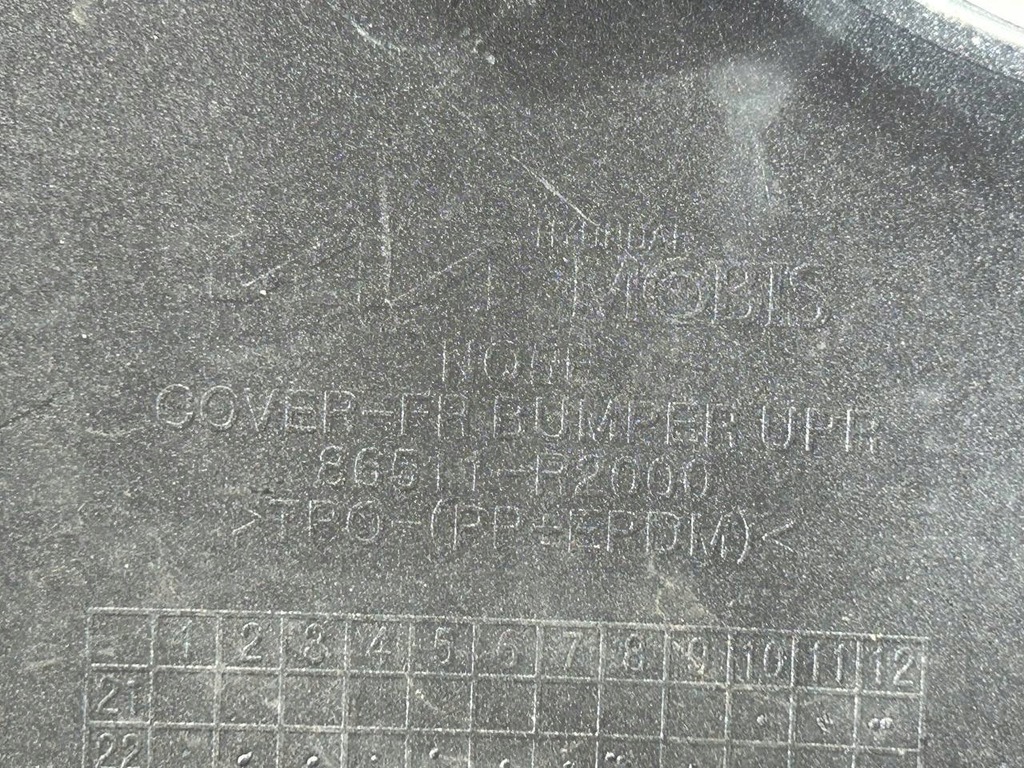 HYUNDAI
MOBIS
NQ5E
COVER-FR BUMPER UPR
86511-R2000
>TPO-(PP+EPDM)<
1 2 3 4 5 6 7 8 9 10 11 12
21
22